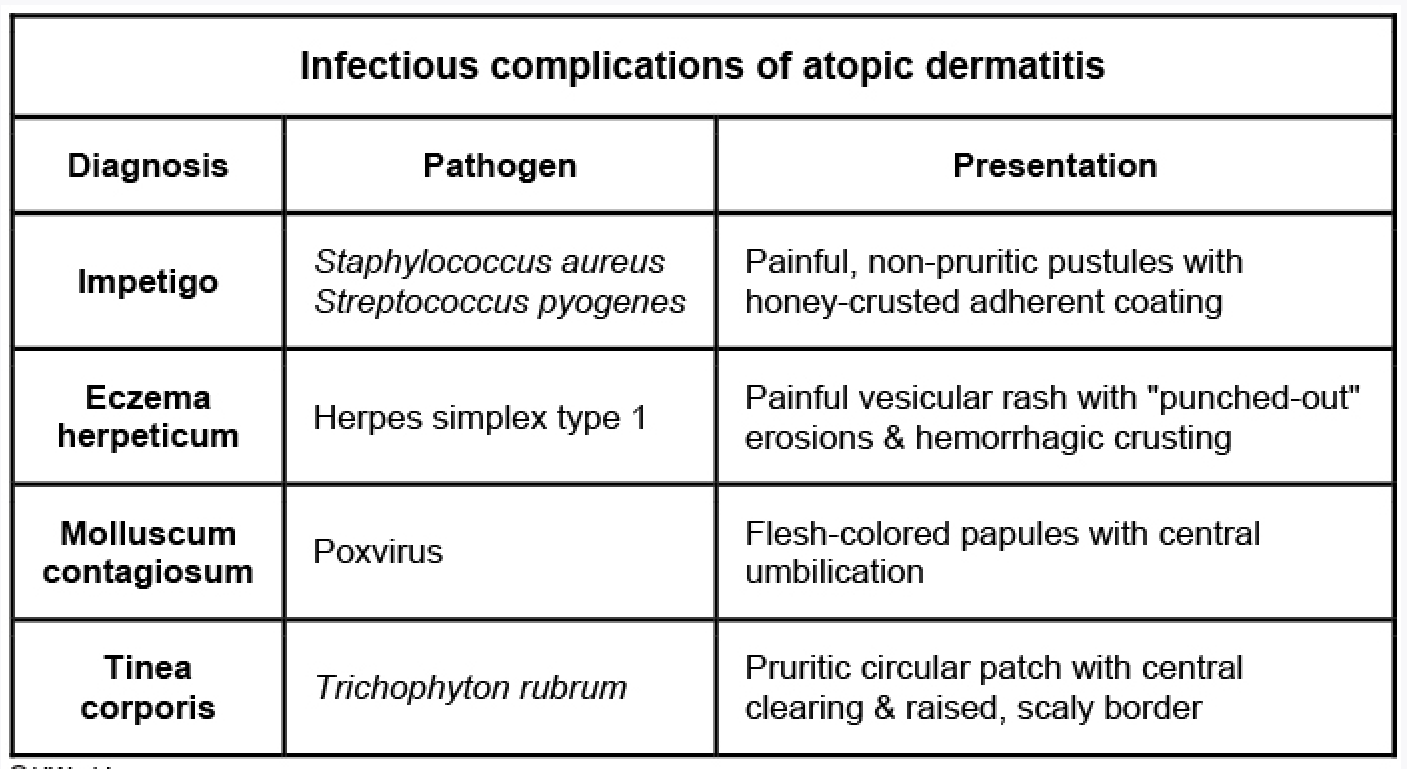 Infectious complications of atopic dermatitis
Diagnosis
Pathogen
Presentation
Impetigo
Staphylococcus aureus
Streptococcus pyogenes
Painful, non-pruritic pustules with
honey-crusted adherent coating
Eczema
herpeticum
Herpes simplex type 1
Painful vesicular rash with "punched-out"
erosions & hemorrhagic crusting
Molluscum
contagiosum
Poxvirus
Flesh-colored papules with central
umbilication
Tinea
corporis
Trichophyton rubrum
Pruritic circular patch with central
clearing & raised, scaly border